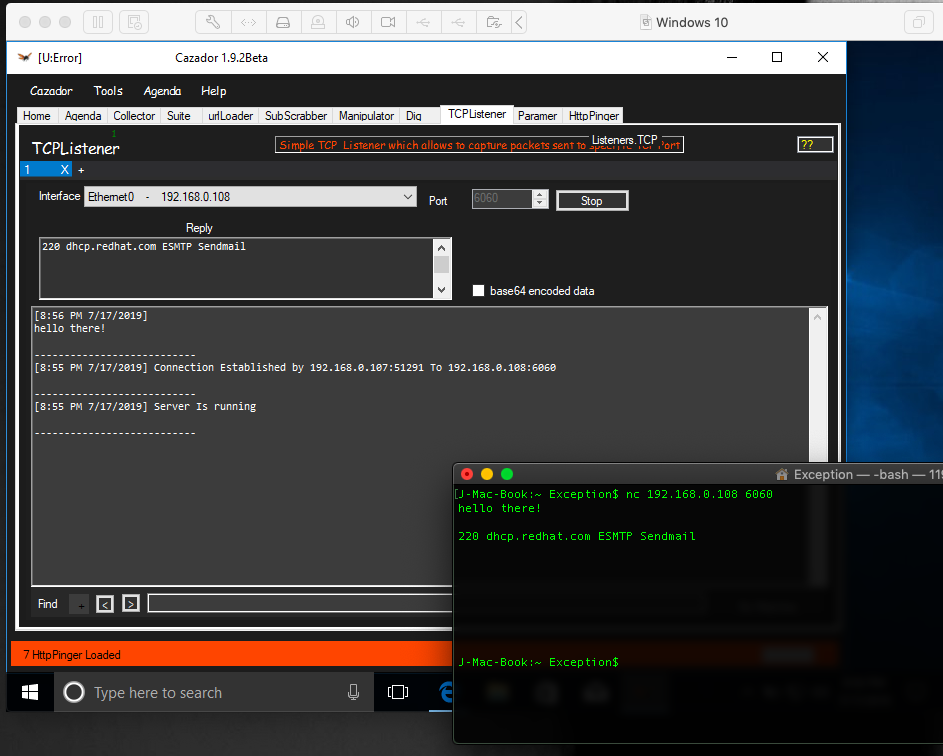 Windows 10
[U:Error] Cazador 1.9.2Beta
Cazador Tools Agenda Help
Home Agenda Collector Suite urlLoader SubScrabber Manipulator Dig TCPListener Paramer HttpPinger
1
TCPListener
Simple TCP Listener which allows to capture packets sent to specific TCP Port
Listeners.TCP
??
1 X +
Interface Ethernet0 - 192.168.0.108 Port 6060 Stop
Reply
220 dhcp.redhat.com ESMTP Sendmail
base64 encoded data
[8:56 PM 7/17/2019]
hello there!
---------------------------
[8:55 PM 7/17/2019] Connection Established by 192.168.0.107:51291 To 192.168.0.108:6060
---------------------------
[8:55 PM 7/17/2019] Server Is running
---------------------------
Exception — -bash — 119
[J-Mac-Book:~ Exception$ nc 192.168.0.108 6060
hello there!
220 dhcp.redhat.com ESMTP Sendmail
J-Mac-Book:~ Exception$
Find + < >
7 HttpPinger Loaded
Type here to search